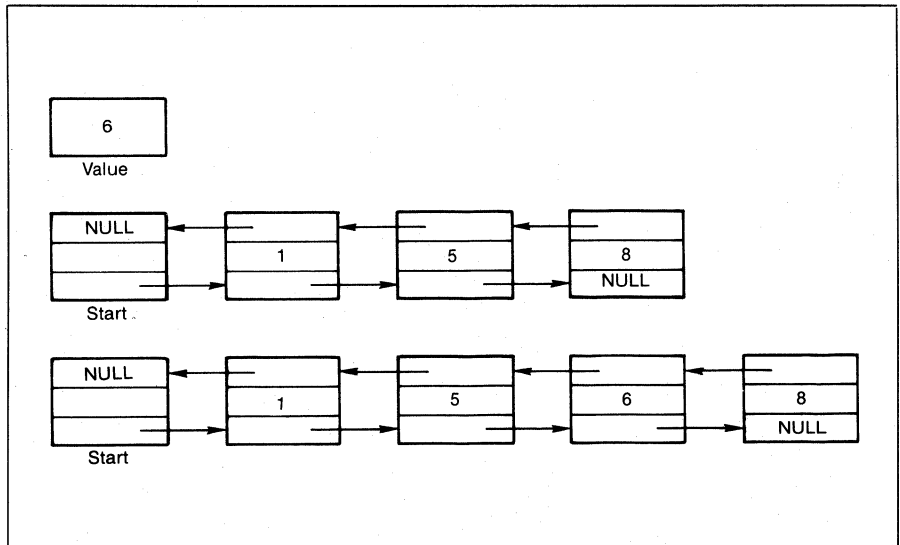 6
Value
NULL
1 5 8
NULL
Start
NULL
1 5 6 8
NULL
Start